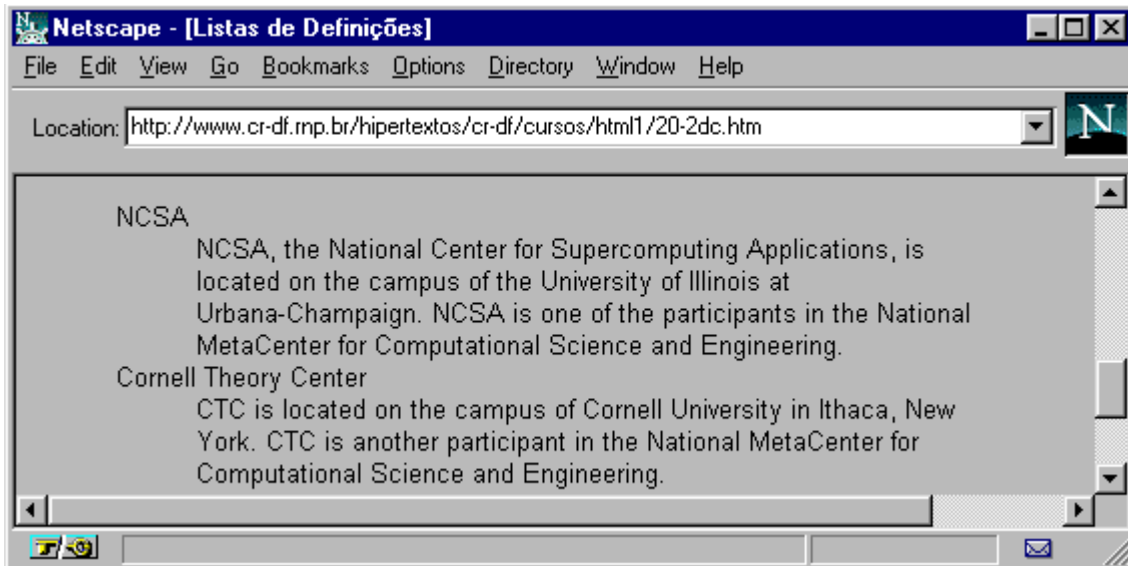 Netscape - [Listas de Definições]
File Edit View Go Bookmarks Options Directory Window Help
Location: http://www.cr-df.rnp.br/hipertextos/cr-df/cursos/html1/20-2dc.htm
N
NCSA
NCSA, the National Center for Supercomputing Applications, is
located on the campus of the University of Illinois at
Urbana-Champaign. NCSA is one of the participants in the National
MetaCenter for Computational Science and Engineering.
Cornell Theory Center
CTC is located on the campus of Cornell University in Ithaca, New
York. CTC is another participant in the National MetaCenter for
Computational Science and Engineering.